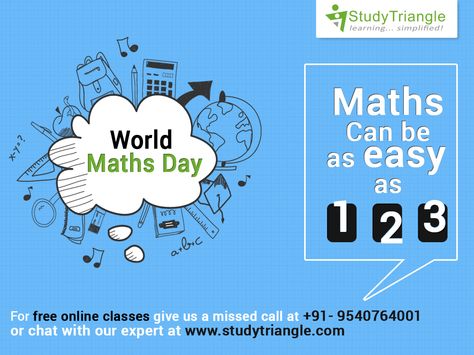 StudyTriangle
learning... simplified!
World
Maths Day
Maths
Can be
as easy
as
1 2 3
a+b=c
For free online classes give us a missed call at +91- 9540764001
or chat with our expert at www.studytriangle.com